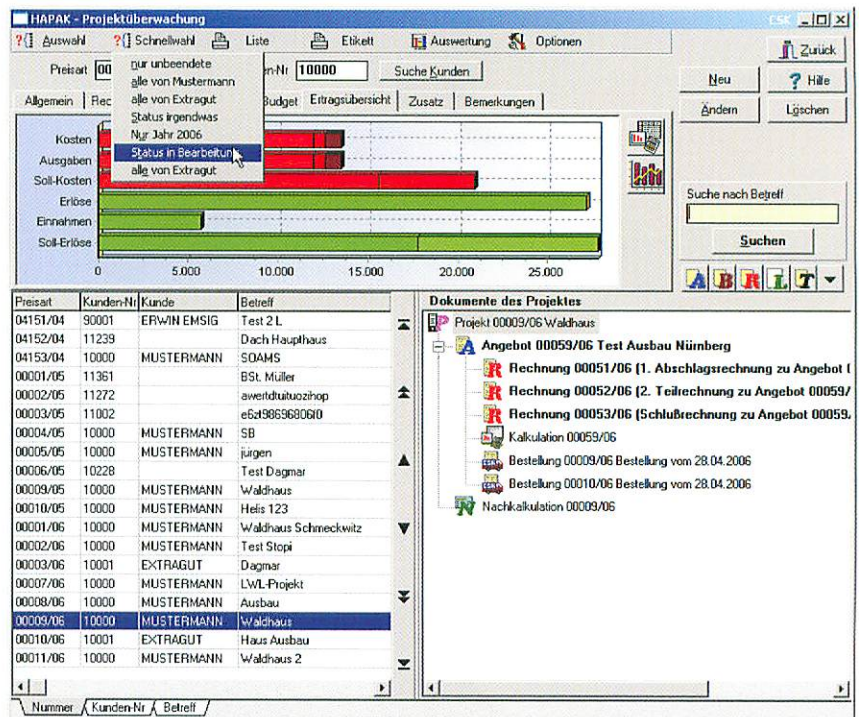 HAPAK - Projektüberwachung CSK
?{} Auswahl ?{} Schnellwahl Liste Etikett Auswertung Optionen
Zurück
Preisart 00 en-Nr 10000 Suche Kunden
Neu Hilfe
Ändern Löschen
nur unbeendete
alle von Mustermann
alle von Extragut
Status irgendwas
Nur Jahr 2006
Status in Bearbeitung
alle von Extragut
Allgemein Rec Budget Ertragsübersicht Zusatz Bemerkungen
Kosten
Ausgaben
Soll-Kosten
Erlöse
Einnahmen
Soll-Erlöse
0 5.000 10.000 15.000 20.000 25.000
Suche nach Betreff
Suchen
A B R L T
Preisart Kunden-Nr Kunde Betreff
04151/04 90001 ERWIN EMSIG Test 2 L
04152/04 11239 Dach Haupthaus
04153/04 10000 MUSTERMANN SOAMS
00001/05 11361 BSt. Müller
00002/05 11272 awertdtuituozihop
00003/05 11002
00004/05 10000 MUSTERMANN SB
00005/05 10000 MUSTERMANN jürgen
00006/05 10228 Test Dagmar
00009/05 10000 MUSTERMANN Waldhaus
00010/05 10000 MUSTERMANN Helis 123
00001/06 10000 MUSTERMANN Waldhaus Schmeckwitz
00002/06 10000 MUSTERMANN Test Stopi
00003/06 10001 EXTRAGUT Dagmar
00007/06 10000 MUSTERMANN LWL-Projekt
00008/06 10000 MUSTERMANN Ausbau
00009/06 10000 MUSTERMANN Waldhaus
00010/06 10001 EXTRAGUT Haus Ausbau
00011/06 10000 MUSTERMANN Waldhaus 2
Nummer Kunden-Nr Betreff
Dokumente des Projektes
Projekt 00009/06 Waldhaus
Angebot 00059/06 Test Ausbau Nürnberg
Rechnung 00051/06 (1. Abschlagsrechnung zu Angebot (
Rechnung 00052/06 (2. Teilrechnung zu Angebot 00059/
Rechnung 00053/06 (Schlußrechnung zu Angebot 00059,
Kalkulation 00059/06
Bestellung 00009/06 Bestellung vom 28.04.2006
Bestellung 00010/06 Bestellung vom 28.04.2006
Nachkalkulation 00009/06